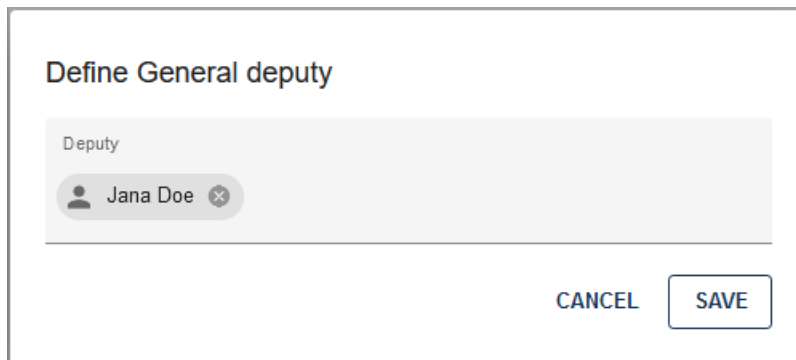 Define General deputy
Deputy
Jana Doe
CANCEL SAVE